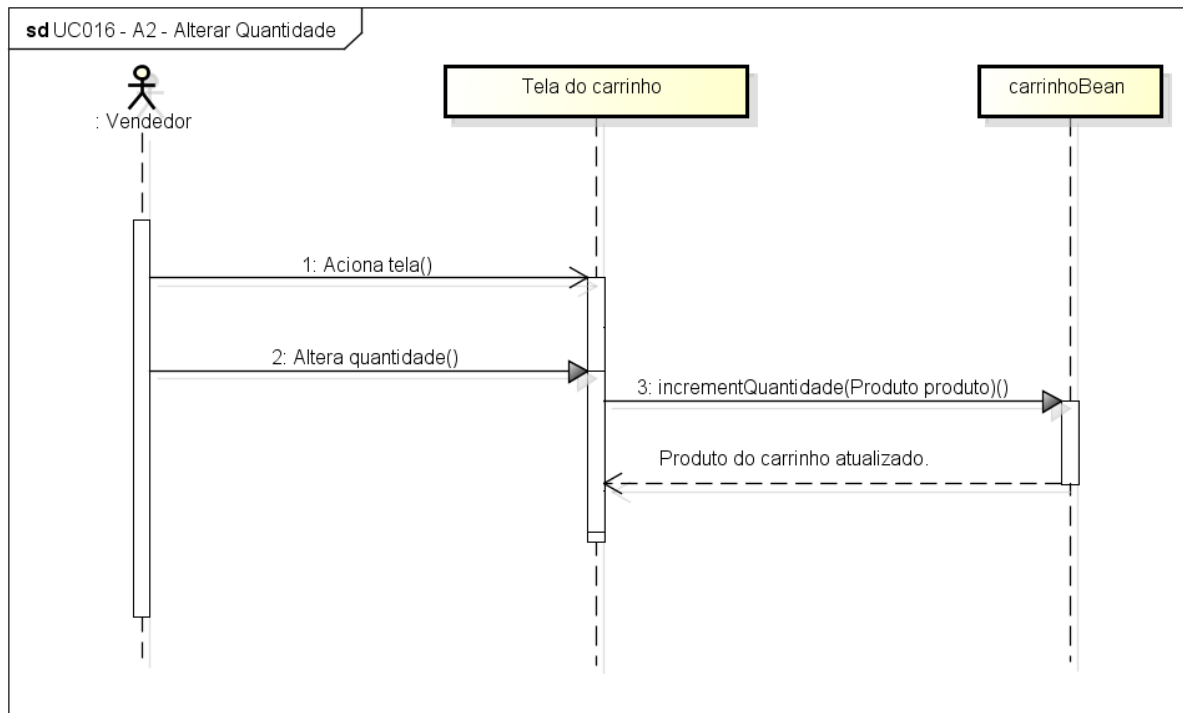 sd UC016 - A2 - Alterar Quantidade
: Vendedor
Tela do carrinho
carrinhoBean
1: Aciona tela()
2: Altera quantidade()
3: incrementQuantidade(Produto produto)()
Produto do carrinho atualizado.